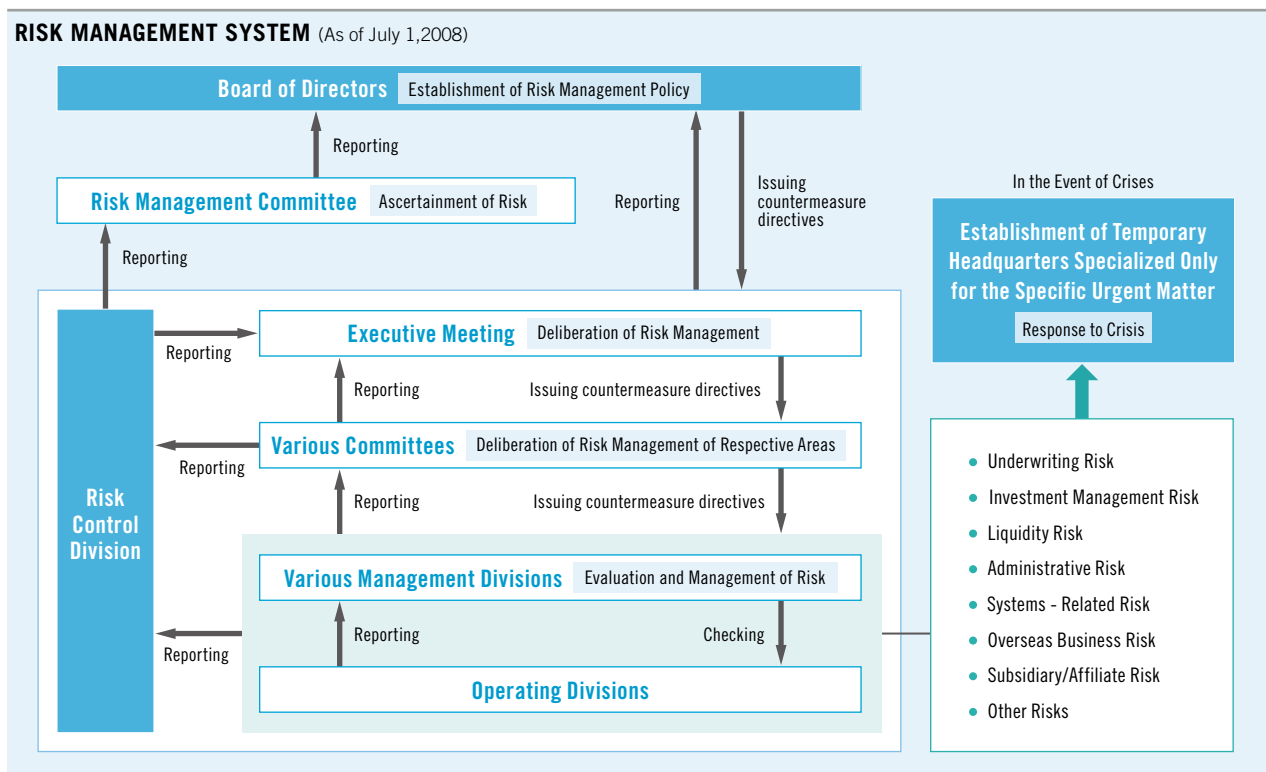 RISK MANAGEMENT SYSTEM (As of July 1,2008)
Board of Directors Establishment of Risk Management Policy
Reporting
Risk Management Committee Ascertainment of Risk
Reporting
Reporting
Issuing
countermeasure
directives
In the Event of Crises
Establishment of Temporary
Headquarters Specialized Only
for the Specific Urgent Matter
Response to Crisis
Risk
Control
Division
Reporting
Executive Meeting Deliberation of Risk Management
Reporting
Issuing countermeasure directives
Various Committees Deliberation of Risk Management of Respective Areas
Reporting
Reporting
Issuing countermeasure directives
Various Management Divisions Evaluation and Management of Risk
Reporting
Reporting
Checking
Operating Divisions
• Underwriting Risk
• Investment Management Risk
• Liquidity Risk
• Administrative Risk
• Systems - Related Risk
• Overseas Business Risk
• Subsidiary/Affiliate Risk
• Other Risks